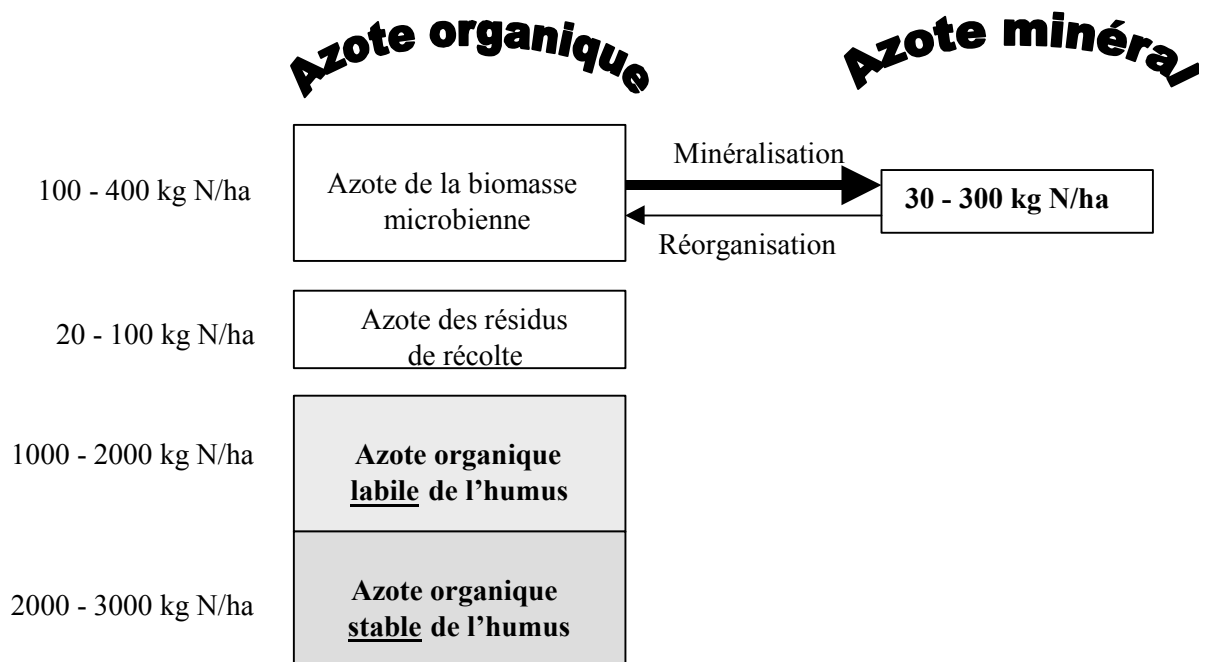 Azote organique
Azote minéral
100 - 400 kg N/ha
Azote de la biomasse
microbienne
Minéralisation
Réorganisation
30 - 300 kg N/ha
20 - 100 kg N/ha
Azote des résidus
de récolte
1000 - 2000 kg N/ha
Azote organique
labile de l’humus
2000 - 3000 kg N/ha
Azote organique
stable de l’humus